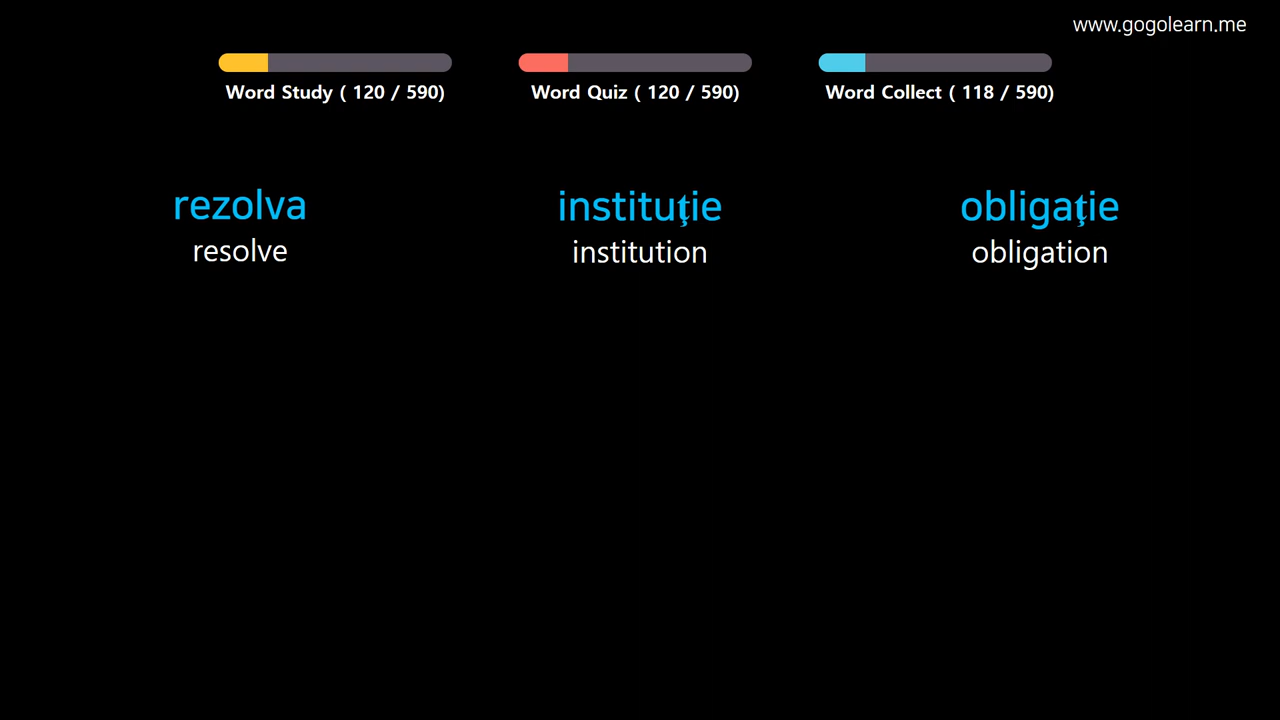 www.gogolearn.me
Word Study ( 120 / 590)
Word Quiz ( 120 / 590)
Word Collect ( 118 / 590)
rezolva
resolve
instituţie
institution
obligaţie
obligation